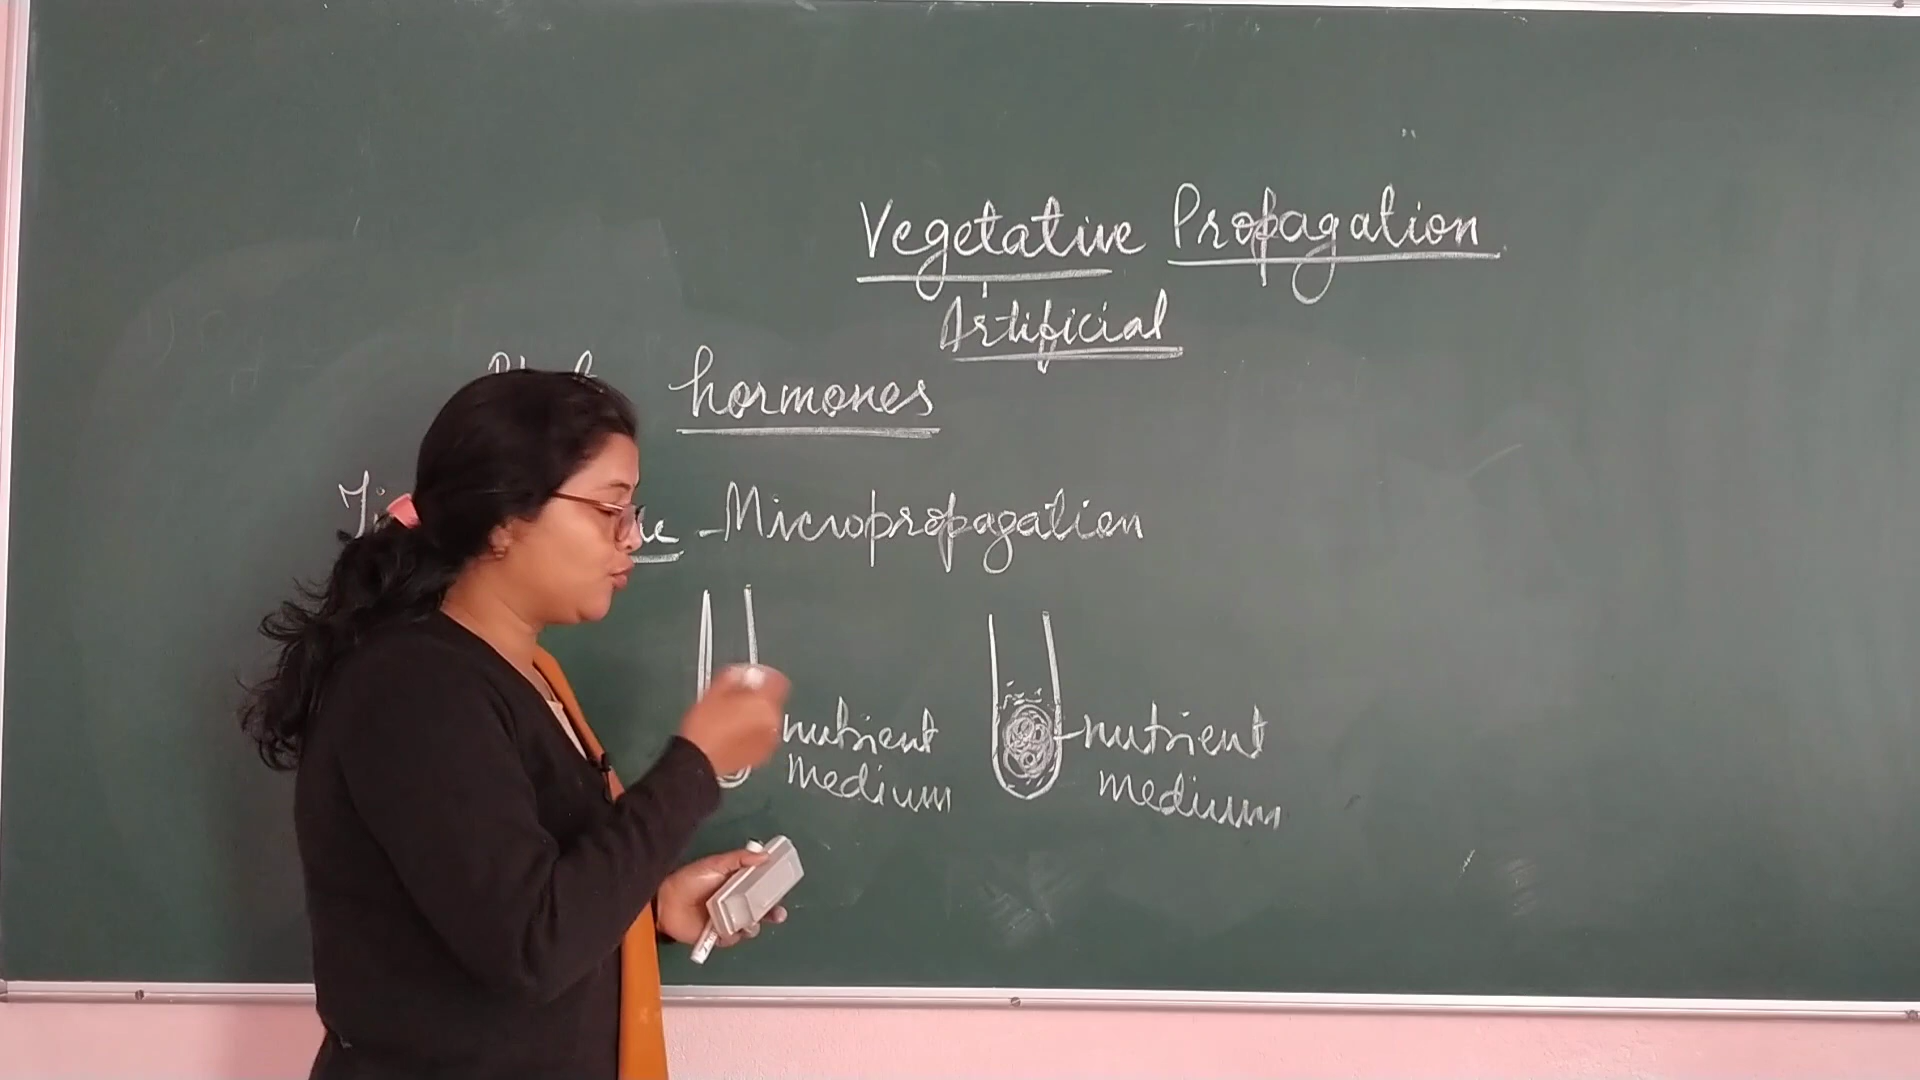 Vegetative Propagation
Artificial
hormones
- Micropropagation
nutrient
medium
nutrient
medium